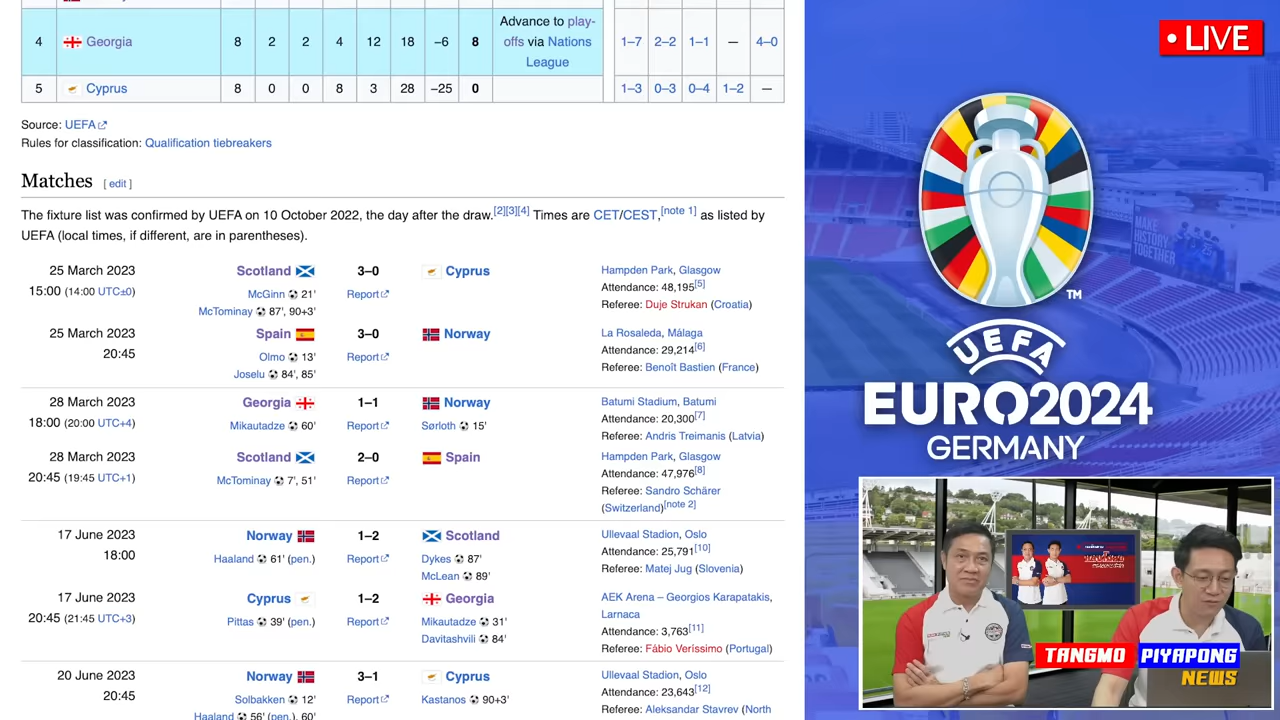 4 Georgia 8 2 2 4 12 18 −6 8 Advance to play-offs via Nations League 1–7 2–2 1–1 — 4–0
5 Cyprus 8 0 0 8 3 28 −25 0 1–3 0–3 0–4 1–2 —
Source: UEFA
Rules for classification: Qualification tiebreakers
Matches [ edit ]
The fixture list was confirmed by UEFA on 10 October 2022, the day after the draw.[2][3][4] Times are CET/CEST,[note 1] as listed by
UEFA (local times, if different, are in parentheses).
25 March 2023 Scotland 3–0 Cyprus Hampden Park, Glasgow
15:00 (14:00 UTC±0) McGinn 21' Report Attendance: 48,195[5]
McTominay 87', 90+3' Referee: Duje Strukan (Croatia)
25 March 2023 Spain 3–0 Norway La Rosaleda, Málaga
20:45 Olmo 13' Report Attendance: 29,214[6]
Joselu 84', 85' Referee: Benoît Bastien (France)
28 March 2023 Georgia 1–1 Norway Batumi Stadium, Batumi
18:00 (20:00 UTC+4) Mikautadze 60' Report Sørloth 15' Attendance: 20,300[7]
Referee: Andris Treimanis (Latvia)
28 March 2023 Scotland 2–0 Spain Hampden Park, Glasgow
20:45 (19:45 UTC+1) McTominay 7', 51' Report Attendance: 47,976[8]
Referee: Sandro Schärer
(Switzerland)[note 2]
17 June 2023 Norway 1–2 Scotland Ullevaal Stadion, Oslo
18:00 Haaland 61' (pen.) Report Dykes 87' Attendance: 25,791[10]
McLean 89' Referee: Matej Jug (Slovenia)
17 June 2023 Cyprus 1–2 Georgia AEK Arena – Georgios Karapatakis,
Larnaca
20:45 (21:45 UTC+3) Pittas 39' (pen.) Report Mikautadze 31' Attendance: 3,763[11]
Davitashvili 84' Referee: Fábio Veríssimo (Portugal)
20 June 2023 Norway 3–1 Cyprus Ullevaal Stadion, Oslo
20:45 Solbakken 12' Report Kastanos 90+3' Attendance: 23,643[12]
Haaland 56' (pen.), 60' Referee: Aleksandar Stavrev (North
• LIVE
MAKE
HISTORY
TOGETHER
TM
UEFA
EURO2024
GERMANY
TANGMO PIYAPONG
NEWS